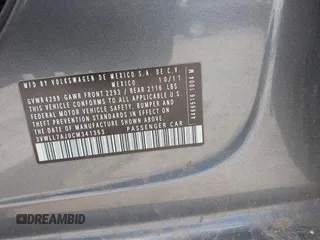 MFD BY VOLKSWAGEN DE MEXICO S.A. DE C.V.
MEXICO 10/11
GVWR 4299 GAWR FRONT 2293 / REAR 2116 LBS
THIS VEHICLE CONFORMS TO ALL APPLICABLE
FEDERAL MOTOR VEHICLE SAFETY, BUMPER AND
THEFT PREVENTION STANDARDS IN EFFECT ON THE DATE OF
MANUFACTURE SHOWN ABOVE
PASSENGER CAR
DREAMBID